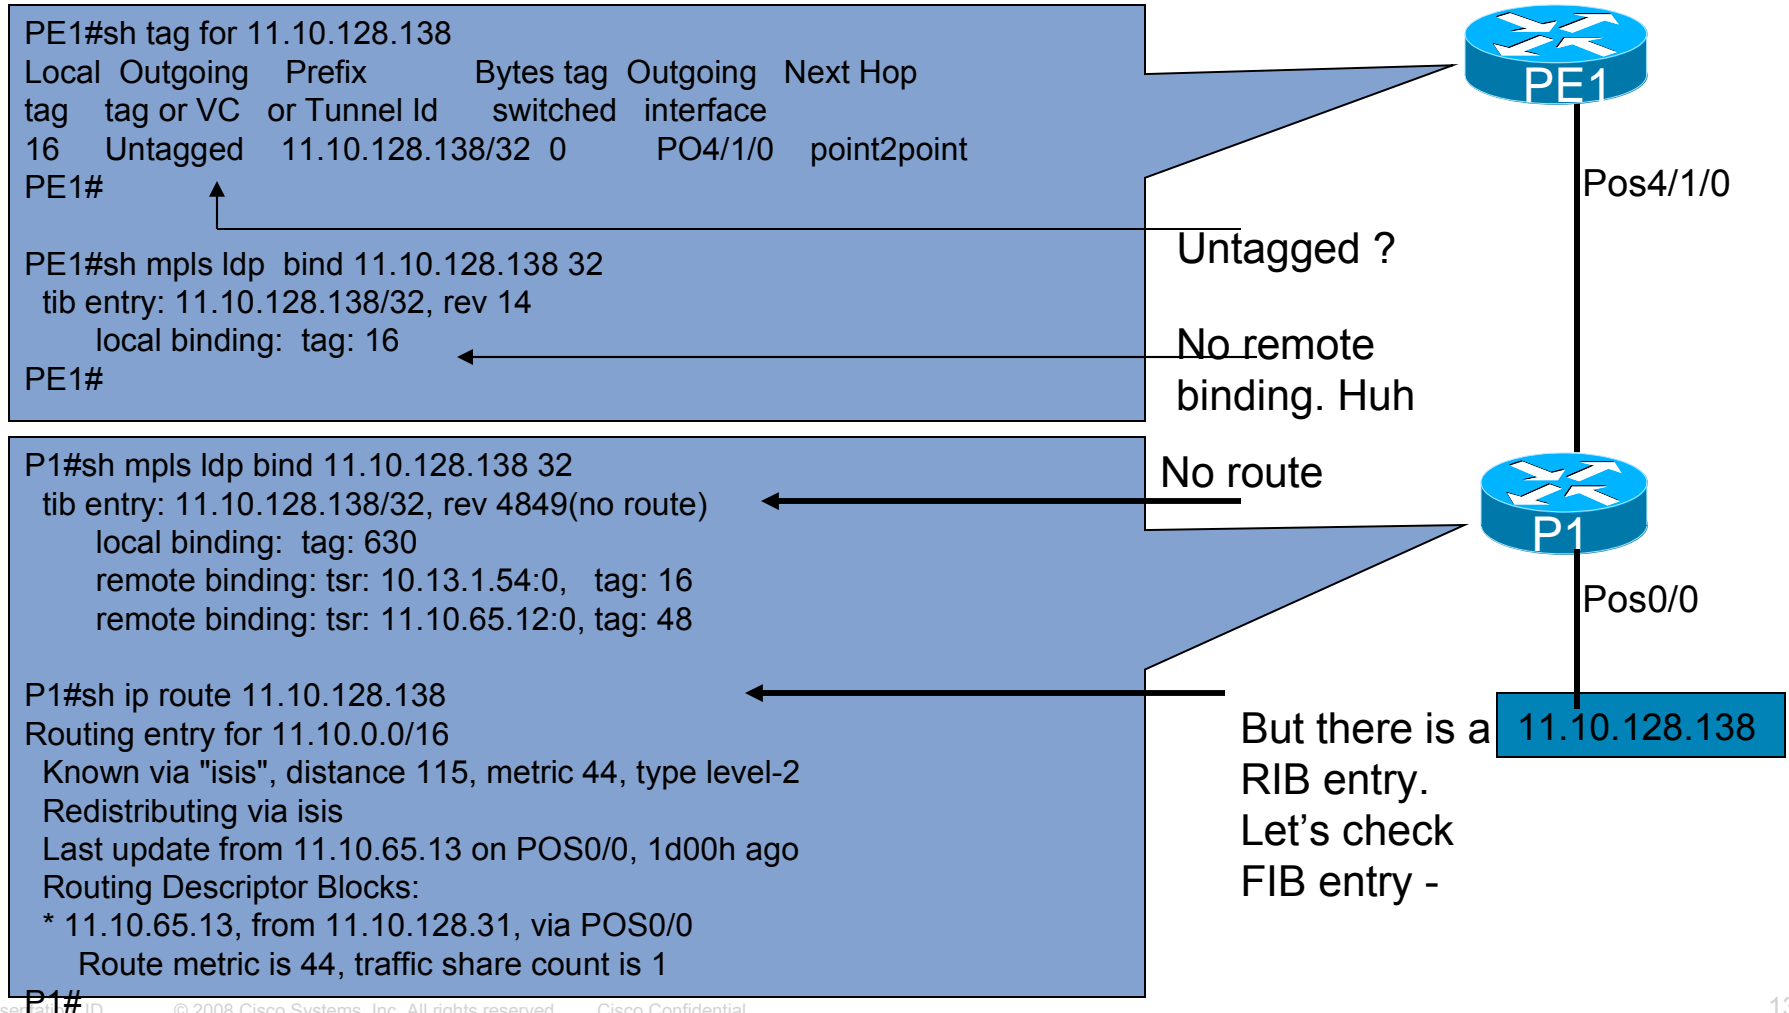 PE1#sh tag for 11.10.128.138
Local Outgoing Prefix Bytes tag Outgoing Next Hop
tag tag or VC or Tunnel Id switched interface
16 Untagged 11.10.128.138/32 0 PO4/1/0 point2point
PE1#
PE1#sh mpls ldp bind 11.10.128.138 32
tib entry: 11.10.128.138/32, rev 14
local binding: tag: 16
PE1#
Untagged ?
No remote
binding. Huh
PE1
Pos4/1/0
P1#sh mpls ldp bind 11.10.128.138 32
tib entry: 11.10.128.138/32, rev 4849(no route)
local binding: tag: 630
remote binding: tsr: 10.13.1.54:0, tag: 16
remote binding: tsr: 11.10.65.12:0, tag: 48
P1#sh ip route 11.10.128.138
Routing entry for 11.10.0.0/16
Known via "isis", distance 115, metric 44, type level-2
Redistributing via isis
Last update from 11.10.65.13 on POS0/0, 1d00h ago
Routing Descriptor Blocks:
* 11.10.65.13, from 11.10.128.31, via POS0/0
Route metric is 44, traffic share count is 1
P1#
No route
P1
Pos0/0
But there is a
RIB entry.
Let’s check
FIB entry -
11.10.128.138
ID © 2008 Cisco Systems, Inc. All rights reserved. Cisco Confidential